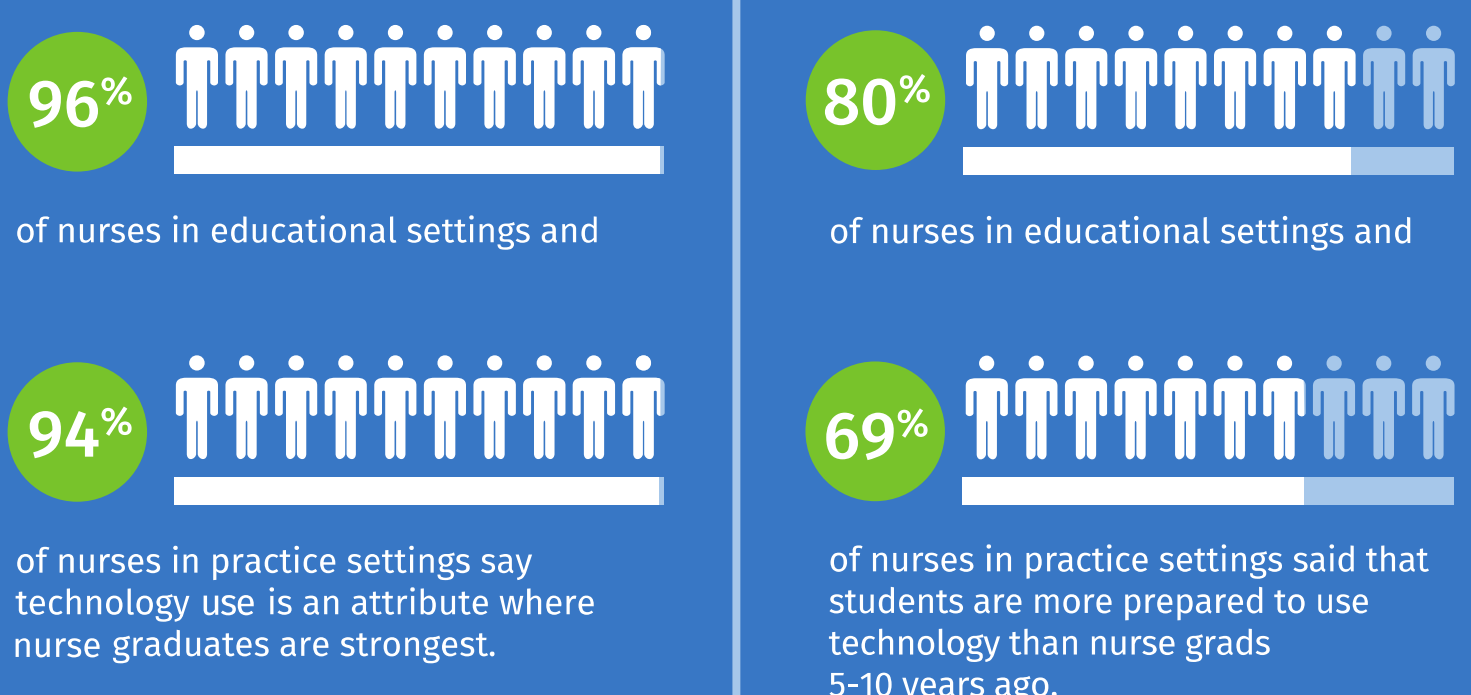 96%
of nurses in educational settings and
94%
of nurses in practice settings say
technology use is an attribute where
nurse graduates are strongest.
80%
of nurses in educational settings and
69%
of nurses in practice settings said that
students are more prepared to use
technology than nurse grads
5-10 years ago.